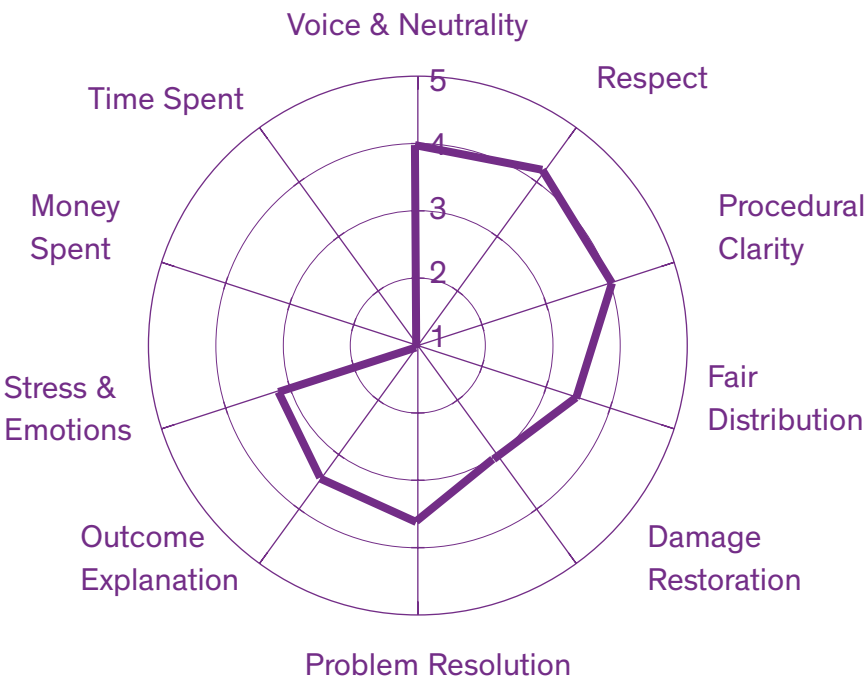 Voice & Neutrality
Respect
Time Spent
5
4
3
2
1
Money
Spent
Procedural
Clarity
Stress &
Emotions
Fair
Distribution
Outcome
Explanation
Damage
Restoration
Problem Resolution